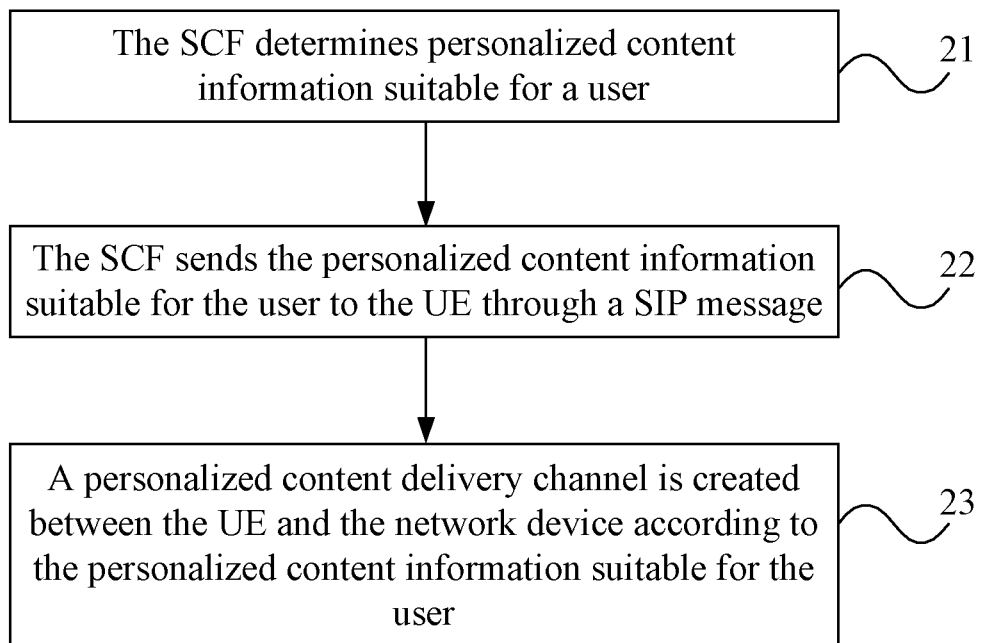 The SCF determines personalized content
information suitable for a user
21
The SCF sends the personalized content information
suitable for the user to the UE through a SIP message
22
A personalized content delivery channel is created
between the UE and the network device according to
the personalized content information suitable for the
user
23